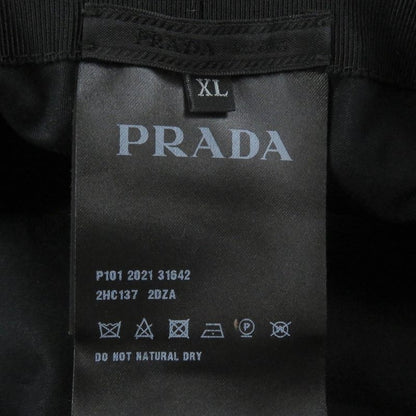 PRADA
XL
PRADA
P101 2021 31642
2HC137 2DZA
P
DO NOT NATURAL DRY